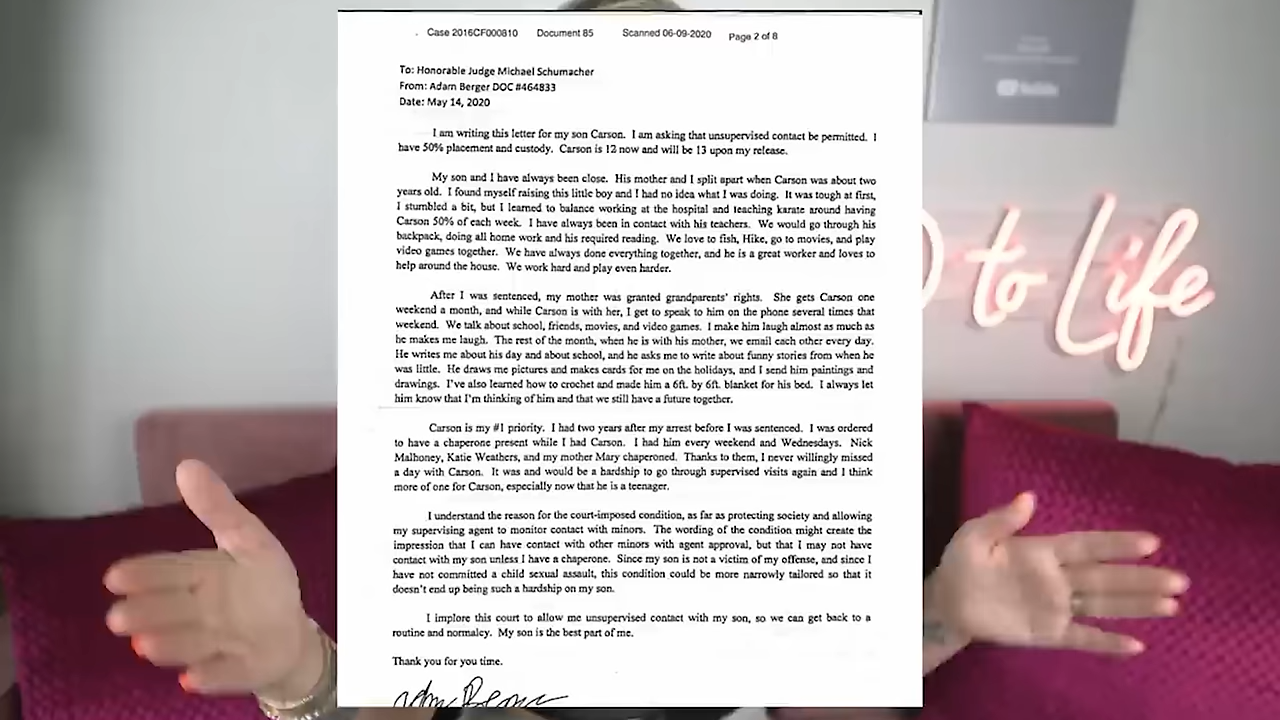 Case 2016CF000810 Document 85 Scanned 06-09-2020 Page 2 of 8
To: Honorable Judge Michael Schumacher
From: Adam Berger DOC #464833
Date: May 14, 2020
I am writing this letter for my son Carson. I am asking that unsupervised contact be permitted. I
have 50% placement and custody. Carson is 12 now and will be 13 upon my release.
My son and I have always been close. His mother and I split apart when Carson was about two
years old. I found myself raising this little boy and I had no idea what I was doing. It was tough at first,
I stumbled a bit, but I learned to balance working at the hospital and teaching karate around having
Carson 50% of each week. I have always been in contact with his teachers. We would go through his
backpack, doing all home work and his required reading. We love to fish, Hike, go to movies, and play
video games together. We have always done everything together, and he is a great worker and loves to
help around the house. We work hard and play even harder.
After I was sentenced, my mother was granted grandparents' rights. She gets Carson one
weekend a month, and while Carson is with her, I get to speak to him on the phone several times that
weekend. We talk about school, friends, movies, and video games. I make him laugh almost as much as
he makes me laugh. The rest of the month, when he is with his mother, we email each other every day.
He writes me about his day and about school, and he asks me to write about funny stories from when he
was little. He draws me pictures and makes cards for me on the holidays, and I send him paintings and
drawings. I've also learned how to crochet and made him a 6ft. by 6ft. blanket for his bed. I always let
him know that I'm thinking of him and that we still have a future together.
Carson is my #1 priority. I had two years after my arrest before I was sentenced. I was ordered
to have a chaperone present while I had Carson. I had him every weekend and Wednesdays. Nick
Malhoney, Katie Weathers, and my mother Mary chaperoned. Thanks to them, I never willingly missed
a day with Carson. It was and would be a hardship to go through supervised visits again and I think
more of one for Carson, especially now that he is a teenager.
I understand the reason for the court-imposed condition, as far as protecting society and allowing
my supervising agent to monitor contact with minors. The wording of the condition might create the
impression that I can have contact with other minors with agent approval, but that I may not have
contact with my son unless I have a chaperone. Since my son is not a victim of my offense, and since I
have not committed a child sexual assault, this condition could be more narrowly tailored so that it
doesn't end up being such a hardship on my son.
I implore this court to allow me unsupervised contact with my son, so we can get back to a
routine and normalcy. My son is the best part of me.
Thank you for you time.
Adam Berger
to Life
YouTube